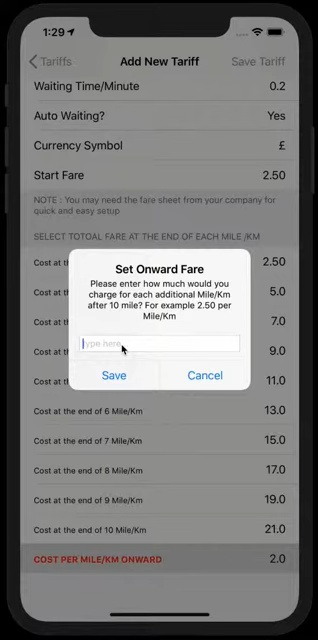 1:29
Tariffs
Add New Tariff
Save Tariff
Waiting Time/Minute 0.2
Auto Waiting? Yes
Currency Symbol £
Start Fare 2.50
NOTE : You may need the fare sheet from your company for
quick and easy setup
SELECT TOTOAL FARE AT THE END OF EACH MILE /KM
Cost a 2.50
Cost a 5.0
Cost a 7.0
Cost a 9.0
Cost a 11.0
Set Onward Fare
Please enter how much would you
charge for each additional Mile/Km
after 10 mile? For example 2.50 per
Mile/Km
Type here
Save
Cancel
Cost at the end of 6 Mile/Km 13.0
Cost at the end of 7 Mile/Km 15.0
Cost at the end of 8 Mile/Km 17.0
Cost at the end of 9 Mile/Km 19.0
Cost at the end of 10 Mile/Km 21.0
COST PER MILE/KM ONWARD 2.0